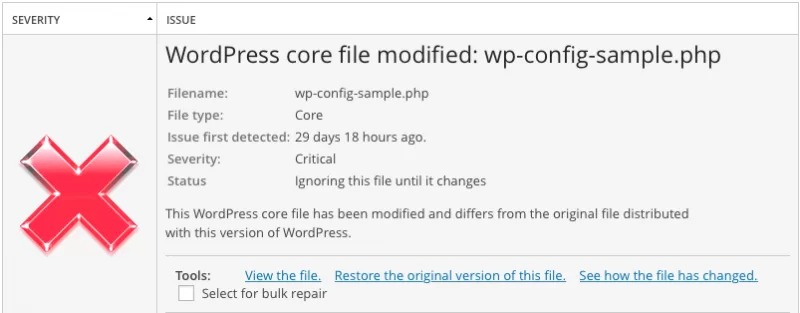 SEVERITY ISSUE
WordPress core file modified: wp-config-sample.php
Filename: wp-config-sample.php
File type: Core
Issue first detected: 29 days 18 hours ago.
Severity: Critical
Status Ignoring this file until it changes
This WordPress core file has been modified and differs from the original file distributed
with this version of WordPress.
Tools: View the file. Restore the original version of this file. See how the file has changed.
Select for bulk repair